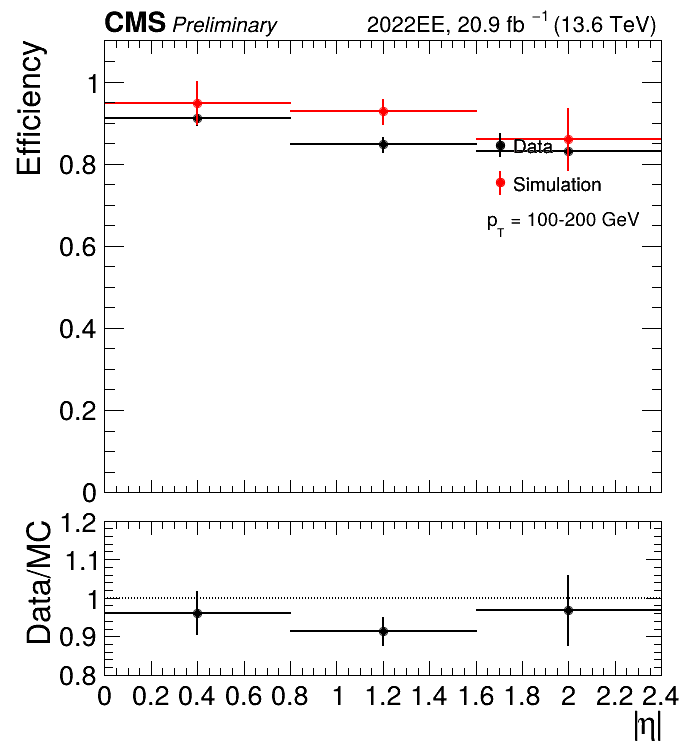 CMS Preliminary 2022EE, 20.9 fb⁻¹ (13.6 TeV)
Efficiency
1
0.8
0.6
0.4
0.2
0
Data
Simulation
p_T = 100-200 GeV
Data/MC
1.2
1.1
1
0.9
0.8
0 0.2 0.4 0.6 0.8 1 1.2 1.4 1.6 1.8 2 2.2 2.4
|η|